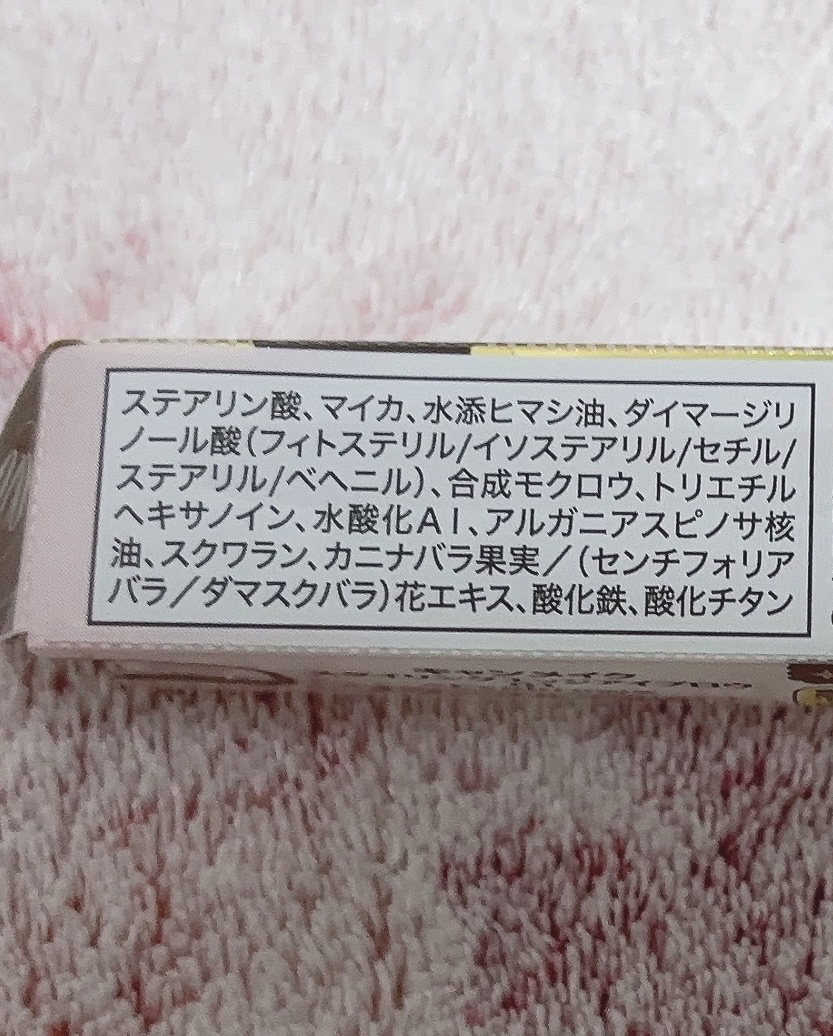 ステアリン酸、マイカ、水添ヒマシ油、ダイマージリ
ノール酸(フィトステリル/イソステアリル/セチル/
ステアリル/ベヘニル)、合成モクロウ、トリエチル
ヘキサノイン、水酸化Al、アルガニアスピノサ核
油、スクワラン、カニナバラ果実/(センチフォリア
バラ/ダマスクバラ)花エキス、酸化鉄、酸化チタン
キャンメイク